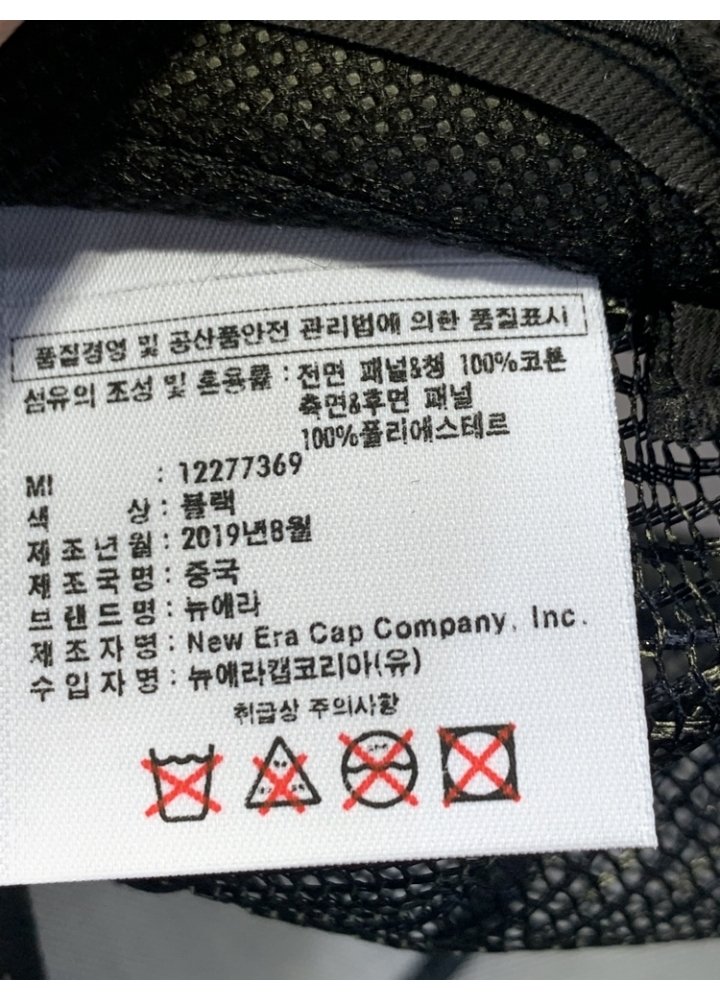 품질경영 및 공산품안전 관리법에 의한 품질표시
섬유의 조성 및 혼용률 : 전면 패널&챙 100%코튼
측면&후면 패널
100%폴리에스테르
MI : 12277369
색 상 : 블랙
제조년월 : 2019년8월
제조국명 : 중국
브랜드명 : 뉴에라
제조자명 : New Era Cap Company, Inc.
수입자명 : 뉴에라캡코리아(유)
취급상 주의사항